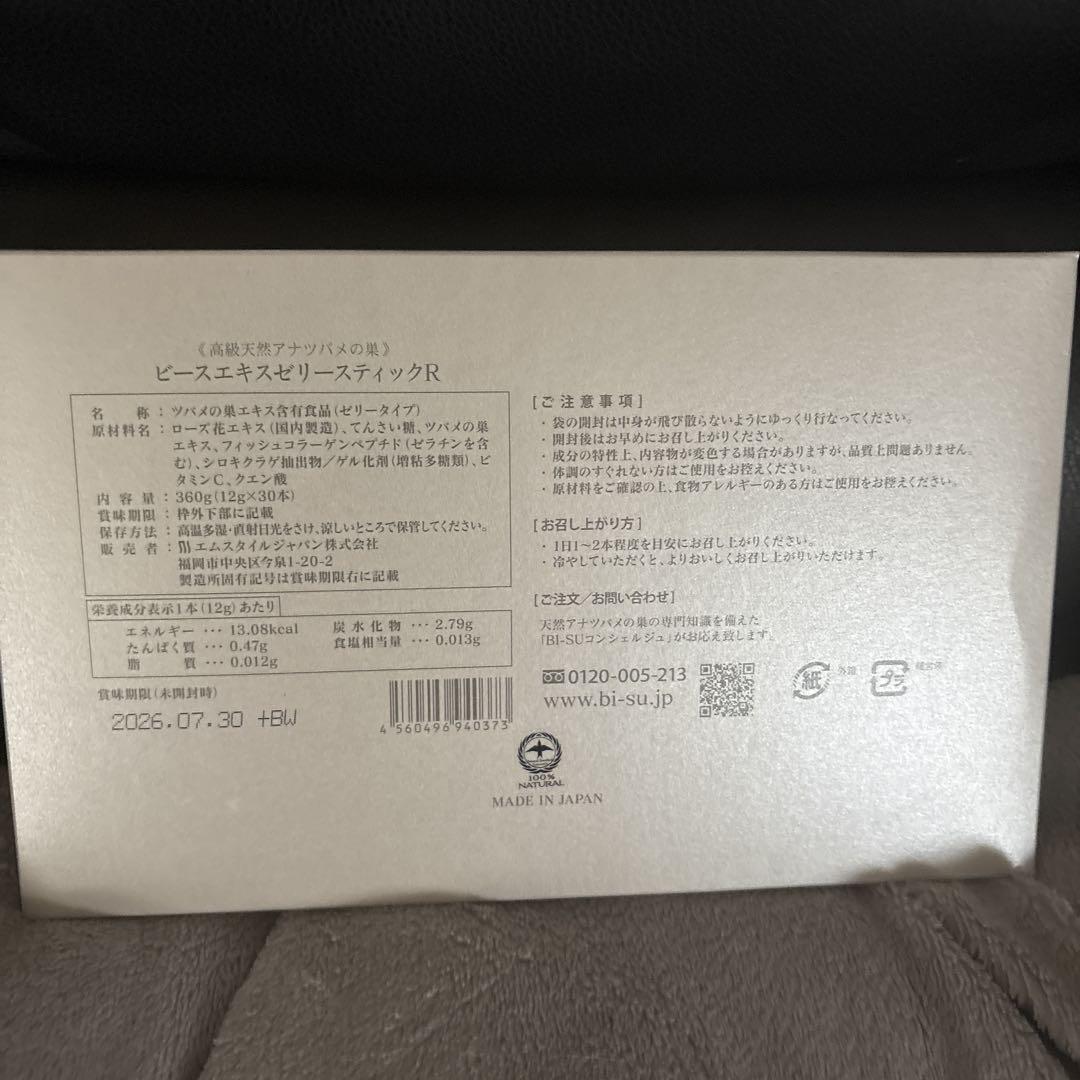 《高級天然アナツバメの巣》
ビースエキスゼリースティックR
名　称：ツバメの巣エキス含有食品(ゼリータイプ)
原材料名：ローズ花エキス(国内製造)、てんさい糖、ツバメの巣
エキス、フィッシュコラーゲンペプチド(ゼラチンを含
む)、シロキクラゲ抽出物/ゲル化剤(増粘多糖類)、ビ
タミンC、クエン酸
内容量：360g(12g×30本)
賞味期限：枠外下部に記載
保存方法：高温多湿・直射日光をさけ、涼しいところで保管してください。
販売者：エムスタイルジャパン株式会社
福岡市中央区今泉1-20-2
製造所固有記号は賞味期限右に記載
栄養成分表示1本(12g)あたり
エネルギー … 13.08kcal　炭水化物 … 2.79g
たんぱく質 … 0.47g　食塩相当量 … 0.013g
脂　質 … 0.012g
賞味期限(未開封時)
2026.07.30 +BW
4 560496 940373
[ご注意事項]
・袋の開封は中身が飛び散らないようにゆっくり行なってください。
・開封後はお早めにお召し上がりください。
・成分の特性上、内容物が変色する場合がありますが、品質上問題ありません。
・体調のすぐれない方はご使用をお控えください。
・原材料をご確認の上、食物アレルギーのある方はご使用をお控えください。
[お召し上がり方]
・1日1～2本程度を目安にお召し上がりください。
・冷やしていただくと、よりおいしくお召し上がりいただけます。
[ご注文/お問い合わせ]
天然アナツバメの巣の専門知識を備えた
「BI-SUコンシェルジュ」がお応え致します。
0120-005-213
www.bi-su.jp
紙 外箱
プラ
100%
NATURAL
MADE IN JAPAN